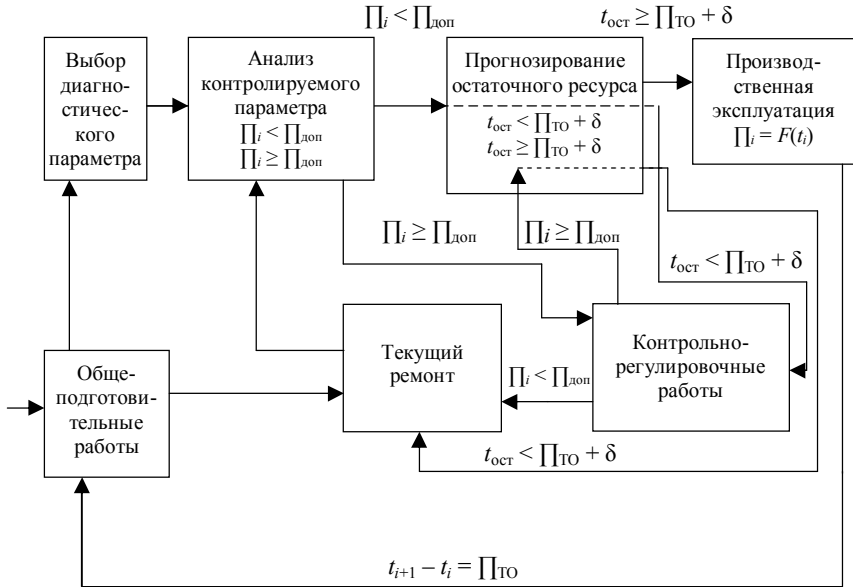 ∏i < ∏доп
tост ≥ ∏ТО + δ
Выбор
диагно-
стичес-
кого
параметра
Анализ
контролируемого
параметра
∏i < ∏доп
∏i ≥ ∏доп
Прогнозирование
остаточного ресурса
tост < ∏ТО + δ
tост ≥ ∏ТО + δ
Производ-
ственная
эксплуатация
∏i = F(ti)
∏i ≥ ∏доп
∏i ≥ ∏доп
tост < ∏ТО + δ
Обще-
подготови-
тельные
работы
Текущий
ремонт
∏i < ∏доп
Контрольно-
регулировочные
работы
tост < ∏ТО + δ
ti+1 – ti = ∏ТО